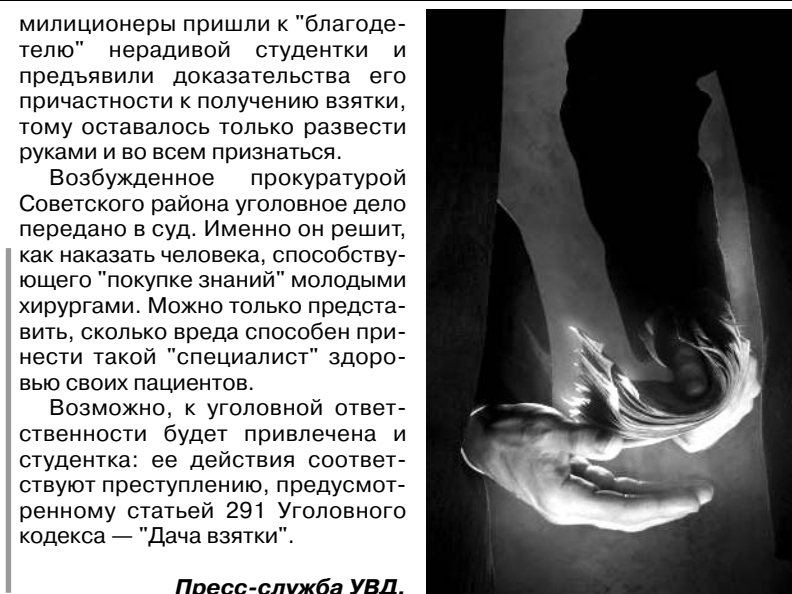 милиционеры пришли к "благоде-
телю" нерадивой студентки и
предъявили доказательства его
причастности к получению взятки,
тому оставалось только развести
руками и во всем признаться.
Возбужденное прокуратурой
Советского района уголовное дело
передано в суд. Именно он решит,
как наказать человека, способству-
ющего "покупке знаний" молодыми
хирургами. Можно только предста-
вить, сколько вреда способен при-
нести такой "специалист" здоро-
вью своих пациентов.
Возможно, к уголовной ответ-
ственности будет привлечена и
студентка: ее действия соответ-
ствуют преступлению, предусмот-
ренному статьей 291 Уголовного
кодекса — "Дача взятки".
Пресс-служба УВД.